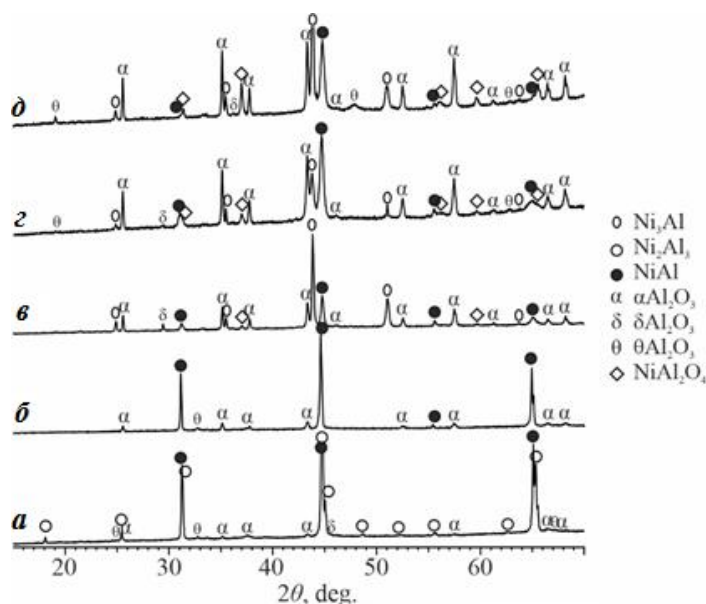 д θ α α δ α α α θ α α α θ α α
г θ α δ α α α α α α α θ α α
в α δ α α α α α α α α α
б α θ α α α α α α α
а θ α θ α α α δ α α θ α
Ni₃Al
Ni₂Al₃
NiAl
α αAl₂O₃
δ δAl₂O₃
θ θAl₂O₃
NiAl₂O₄
20 30 40 50 60
2θ, deg.